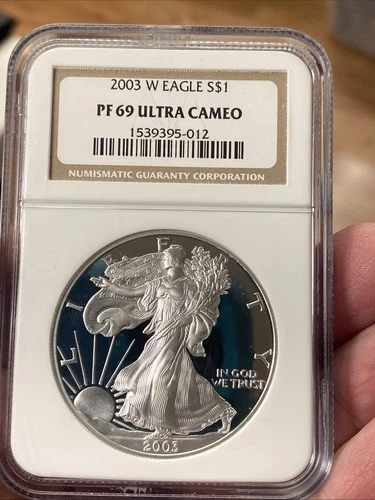 2003 W EAGLE S$1
PF 69 ULTRA CAMEO
1539395-012
NUMISMATIC GUARANTY CORPORATION
LIBERTY
IN GOD
WE TRUST
2003